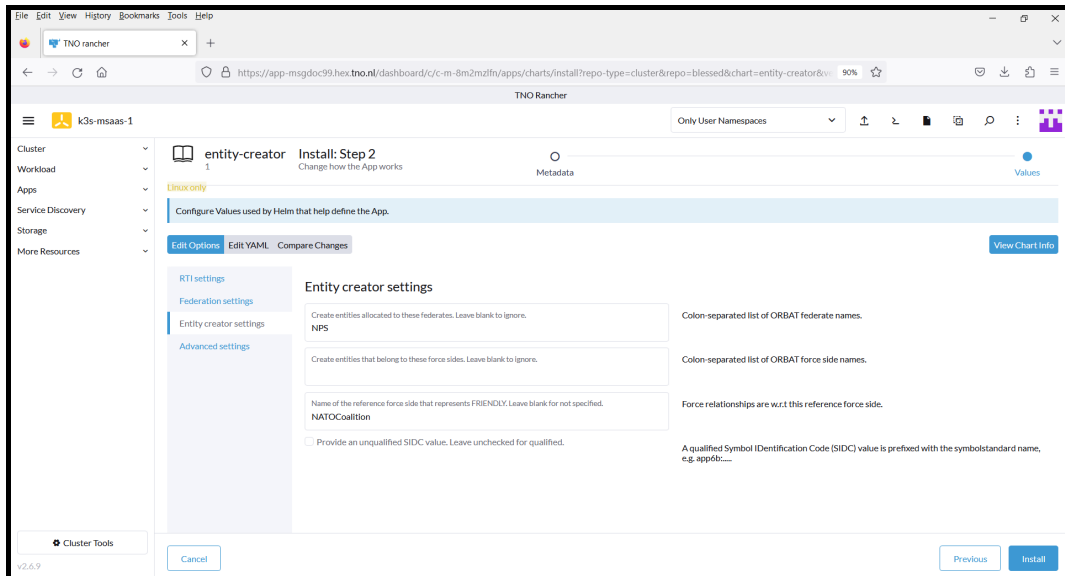 File Edit View History Bookmarks Tools Help
TNO rancher
https://app-msgdoc99.hex.tno.nl/dashboard/c/c-m-8m2mzlfn/apps/charts/install?repo-type=cluster&repo=blessed&chart=entity-creator&v
90%
TNO Rancher
k3s-msaas-1
Only User Namespaces
Cluster
Workload
Apps
Service Discovery
Storage
More Resources
entity-creator
1
Install: Step 2
Change how the App works
Metadata
Values
Linux only
Configure Values used by Helm that help define the App.
Edit Options Edit YAML Compare Changes
View Chart Info
RTI settings
Federation settings
Entity creator settings
Advanced settings
Entity creator settings
Create entities allocated to these federates. Leave blank to ignore.
NPS
Colon-separated list of ORBAT federate names.
Create entities that belong to these force sides. Leave blank to ignore.
Colon-separated list of ORBAT force side names.
Name of the reference force side that represents FRIENDLY. Leave blank for not specified.
NATOCoalition
Force relationships are w.r.t this reference force side.
Provide an unqualified SIDC value. Leave unchecked for qualified.
A qualified Symbol IDentification Code (SIDC) value is prefixed with the symbolstandard name,
e.g. app6b:.....
Cluster Tools
v2.6.9
Cancel
Previous
Install